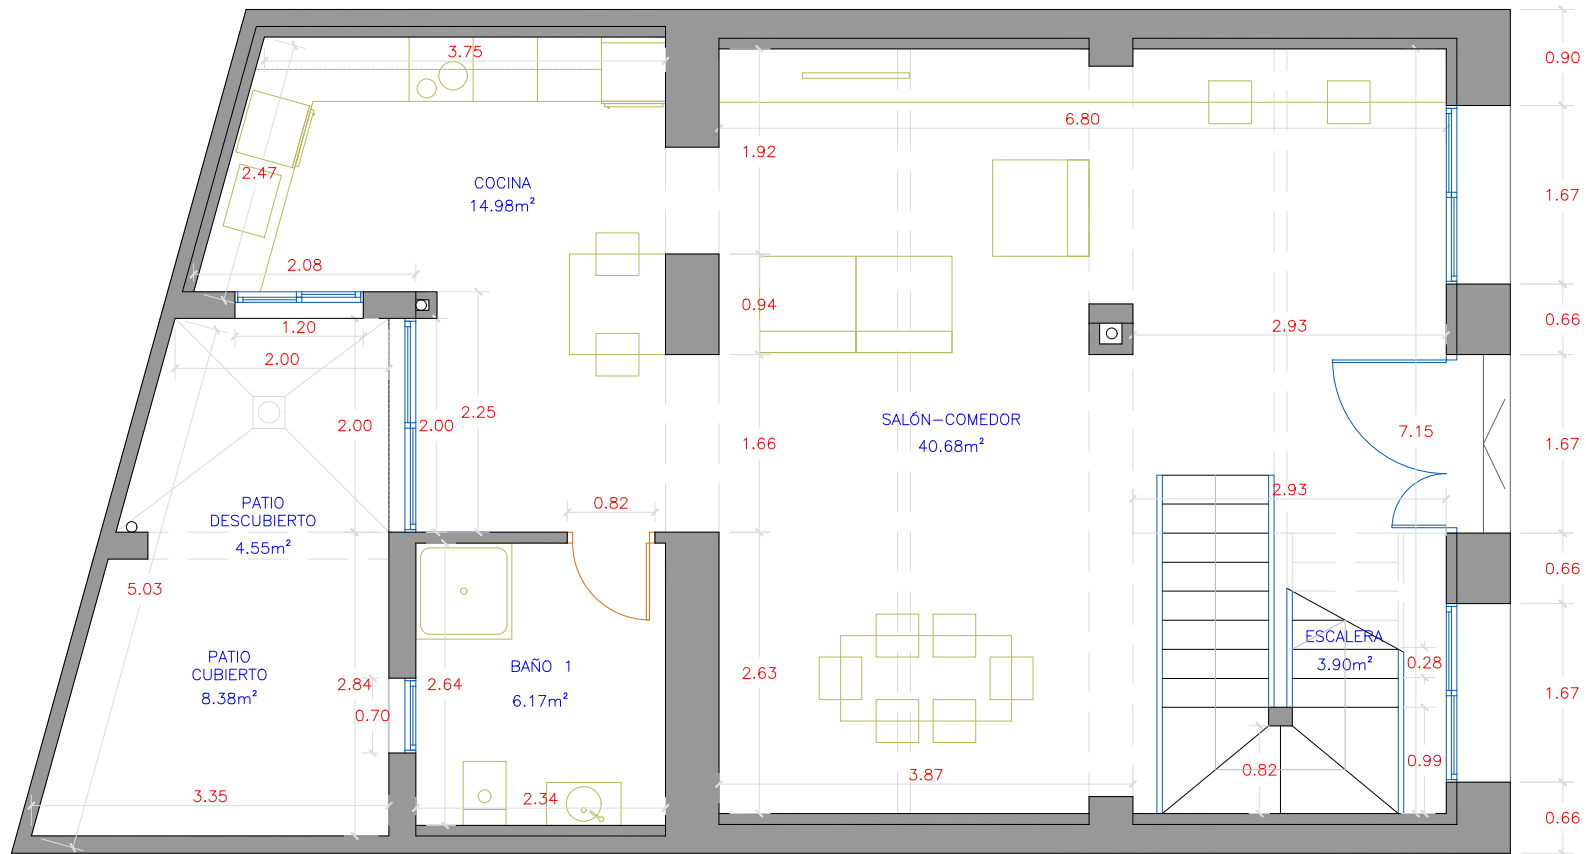 3.75
0.90
6.80
1.92
2.47
COCINA
14.98m²
1.67
2.08
0.94
0.66
1.20
2.93
2.00
2.25
2.00
2.00
SALÓN-COMEDOR
40.68m²
1.66
7.15
1.67
PATIO
DESCUBIERTO
4.55m²
0.82
2.93
5.03
0.66
PATIO
CUBIERTO
8.38m²
BAÑO 1
6.17m²
ESCALERA
3.90m²
0.28
2.84
2.64
2.63
0.70
1.67
0.99
0.82
3.35
2.34
3.87
0.66